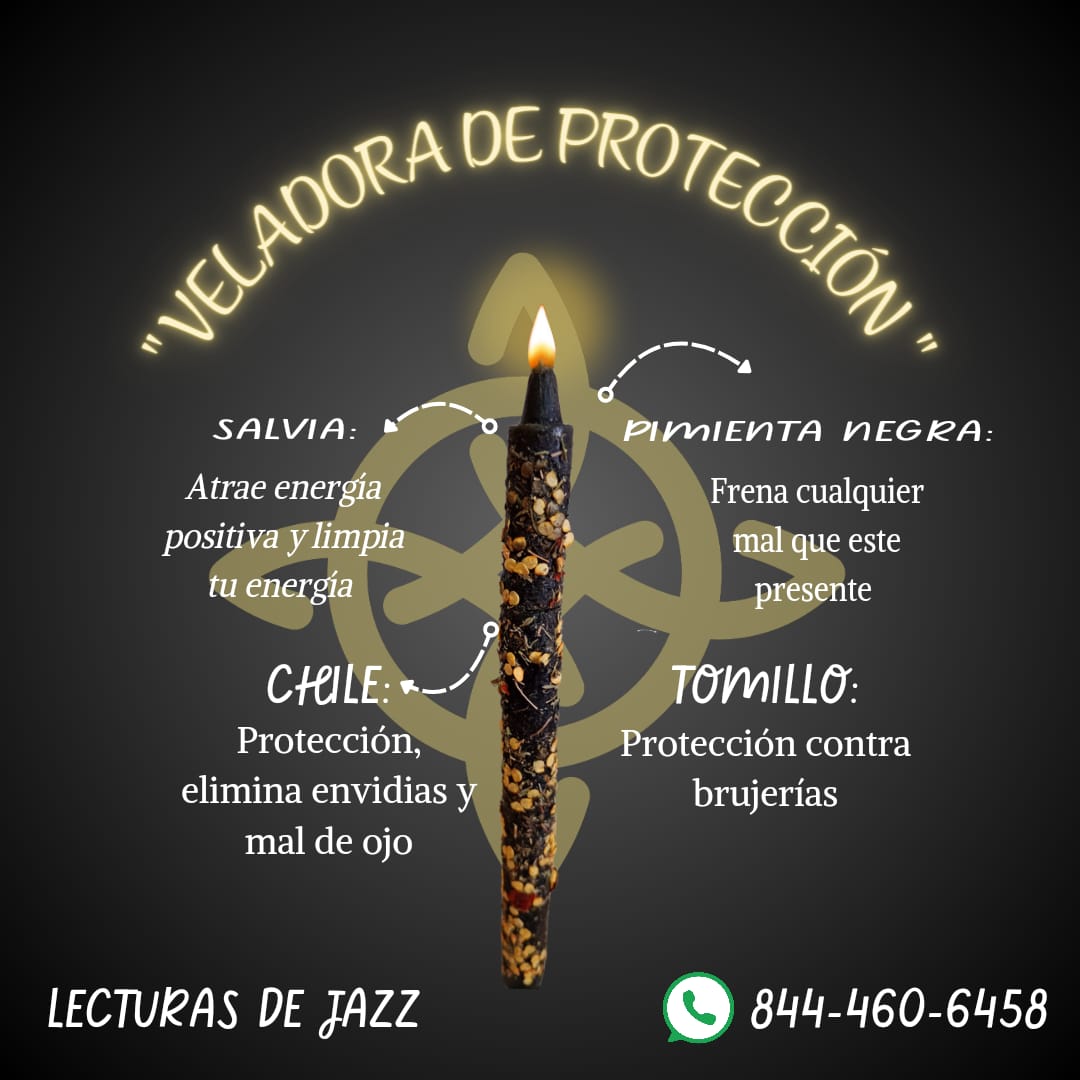 "VELADORA DE PROTECCIÓN "
SALVIA:
Atrae energía
positiva y limpia
tu energía
PIMIENTA NEGRA:
Frena cualquier
mal que este
presente
CHILE:
Protección,
elimina envidias y
mal de ojo
TOMILLO:
Protección contra
brujerías
LECTURAS DE JAZZ
844-460-6458